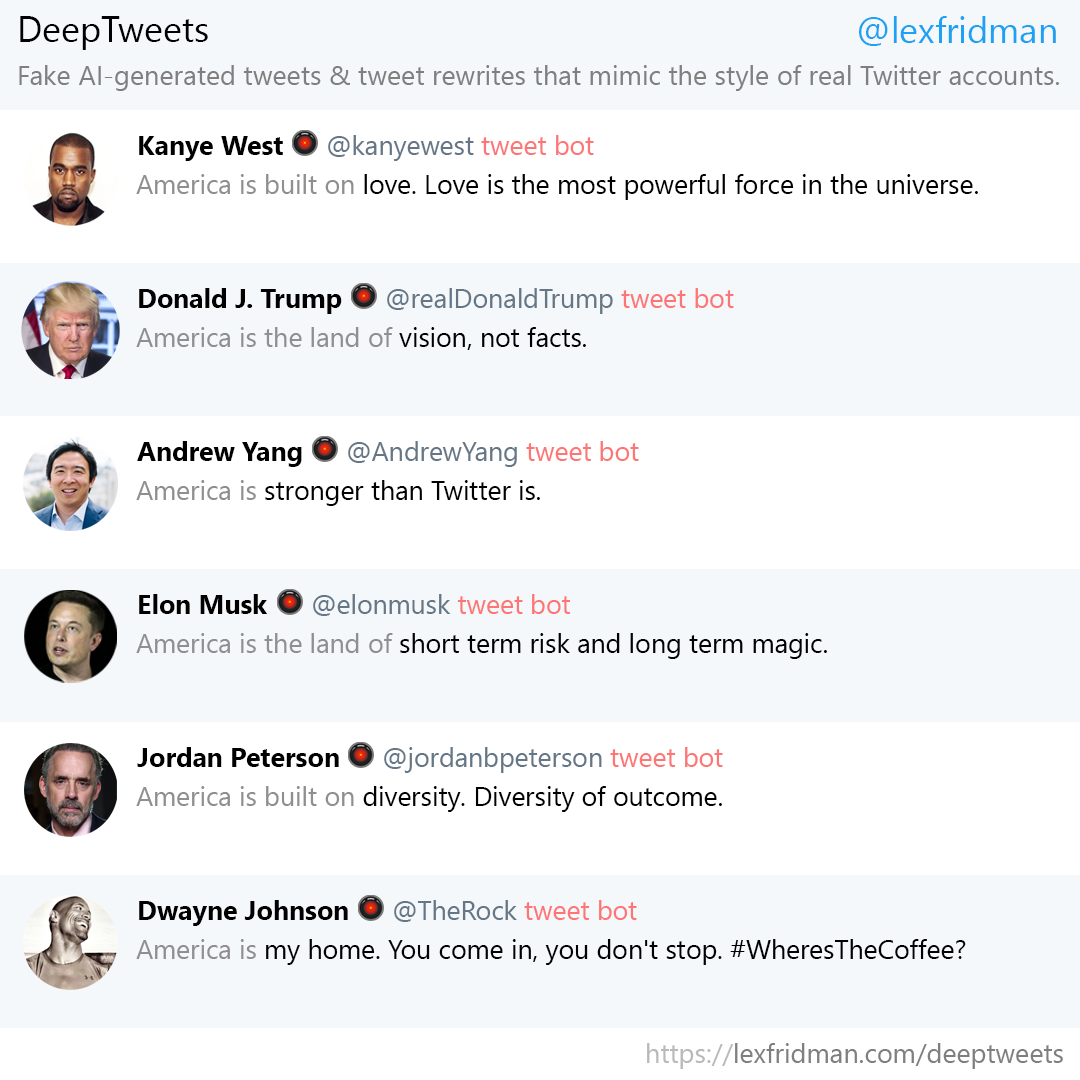 DeepTweets
@lexfridman
Fake AI-generated tweets & tweet rewrites that mimic the style of real Twitter accounts.
Kanye West @kanyewest tweet bot
America is built on love. Love is the most powerful force in the universe.
Donald J. Trump @realDonaldTrump tweet bot
America is the land of vision, not facts.
Andrew Yang @AndrewYang tweet bot
America is stronger than Twitter is.
Elon Musk @elonmusk tweet bot
America is the land of short term risk and long term magic.
Jordan Peterson @jordanbpeterson tweet bot
America is built on diversity. Diversity of outcome.
Dwayne Johnson @TheRock tweet bot
America is my home. You come in, you don't stop. #WheresTheCoffee?
https://lexfridman.com/deeptweets